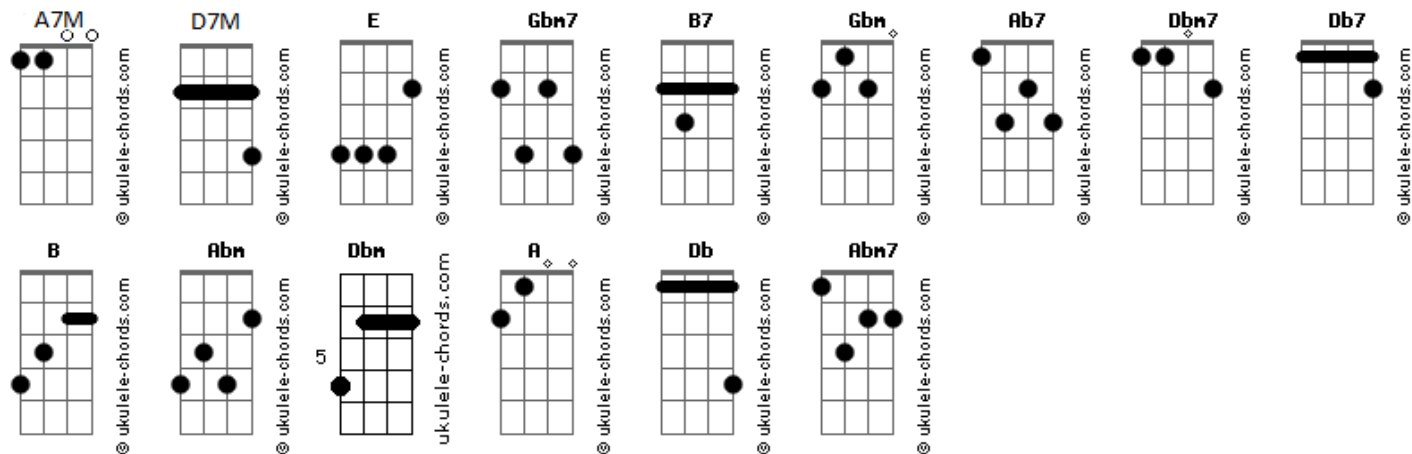 A7M D7M E Gbm7 B7 Gbm Ab7 Dbm7 Db7
© ukulele-chords.com © ukulele-chords.com © ukulele-chords.com © ukulele-chords.com © ukulele-chords.com © ukulele-chords.com © ukulele-chords.com © ukulele-chords.com © ukulele-chords.com
B Abm Dbm A Db Abm7
5
© ukulele-chords.com © ukulele-chords.com ukulele-chords.com © ukulele-chords.com © ukulele-chords.com © ukulele-chords.com